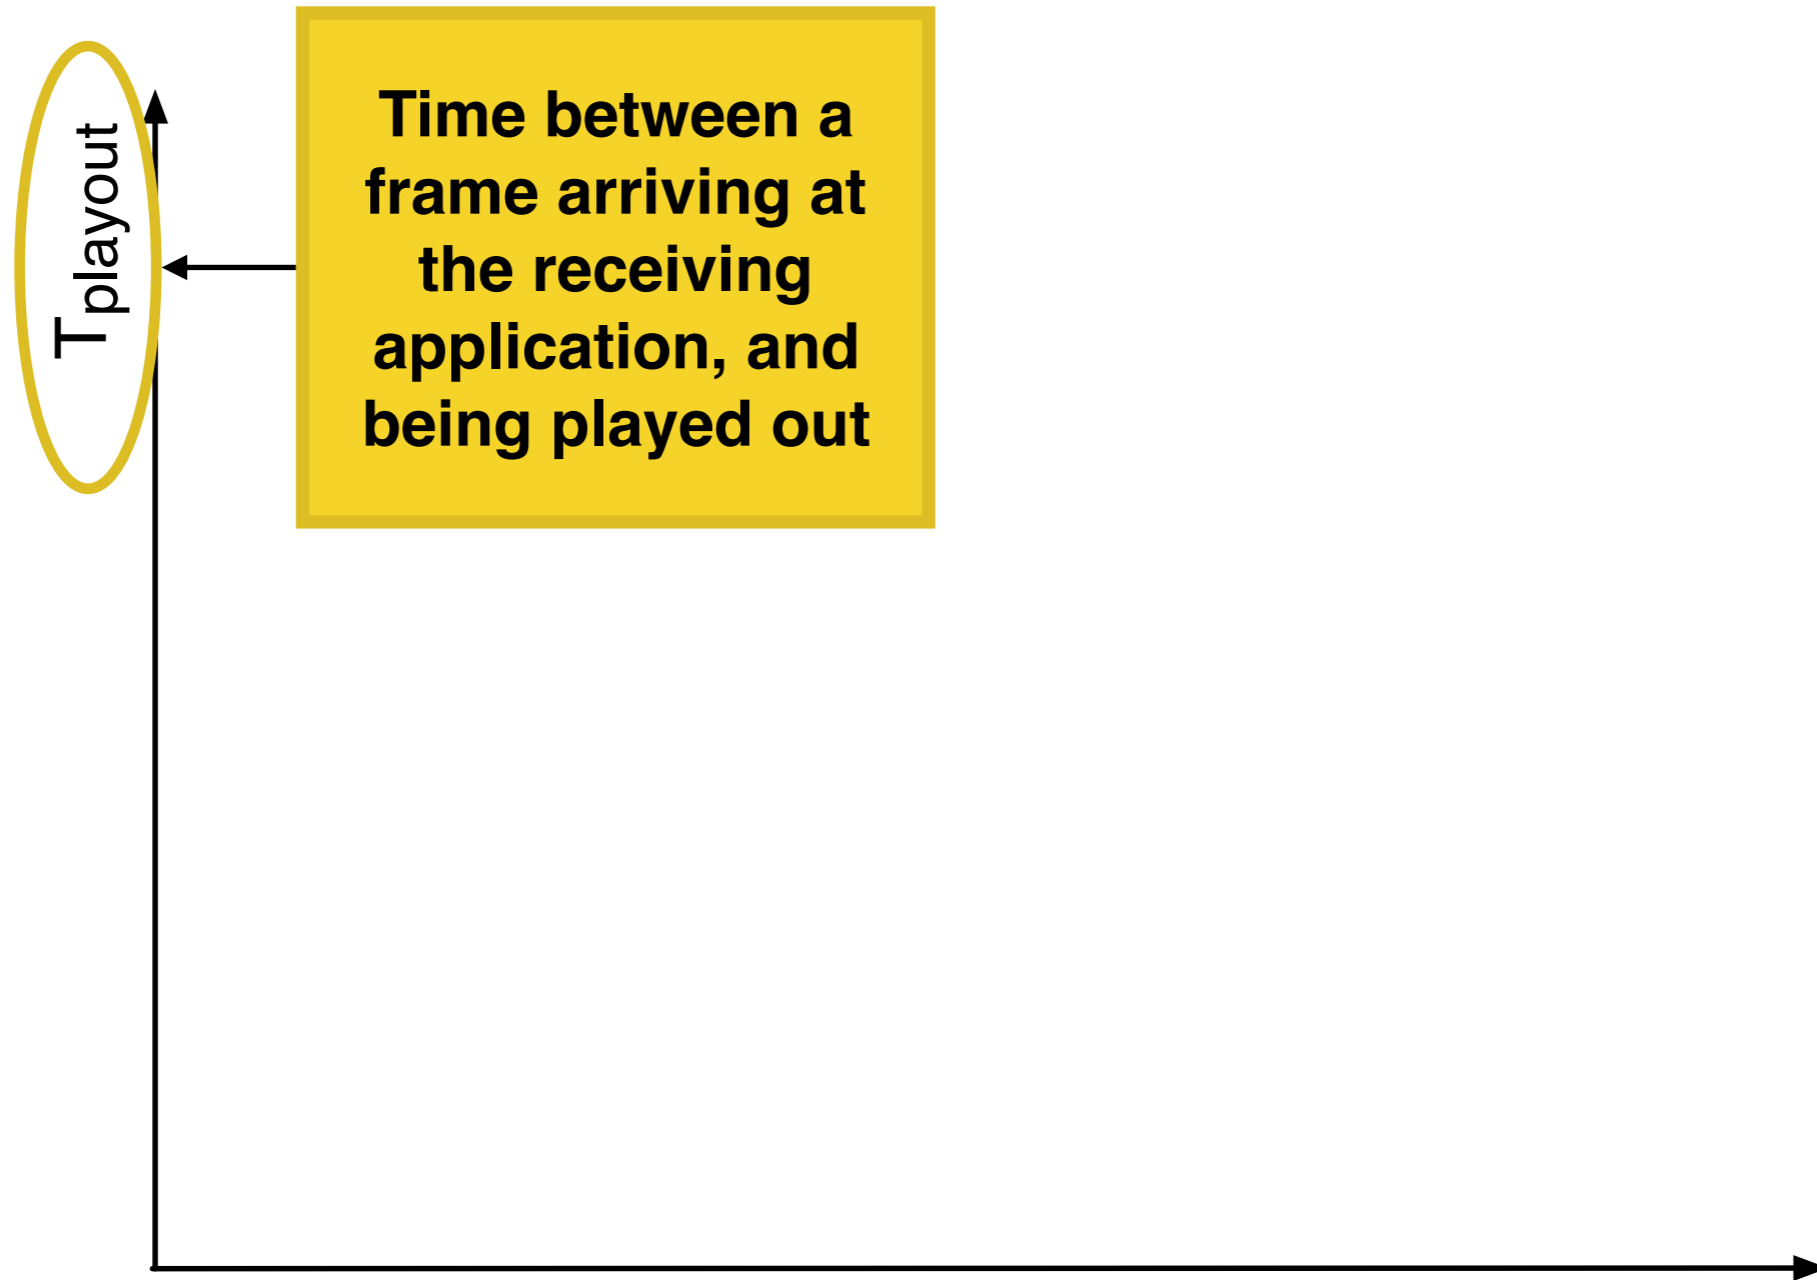 Tplayout
Time between a
frame arriving at
the receiving
application, and
being played out